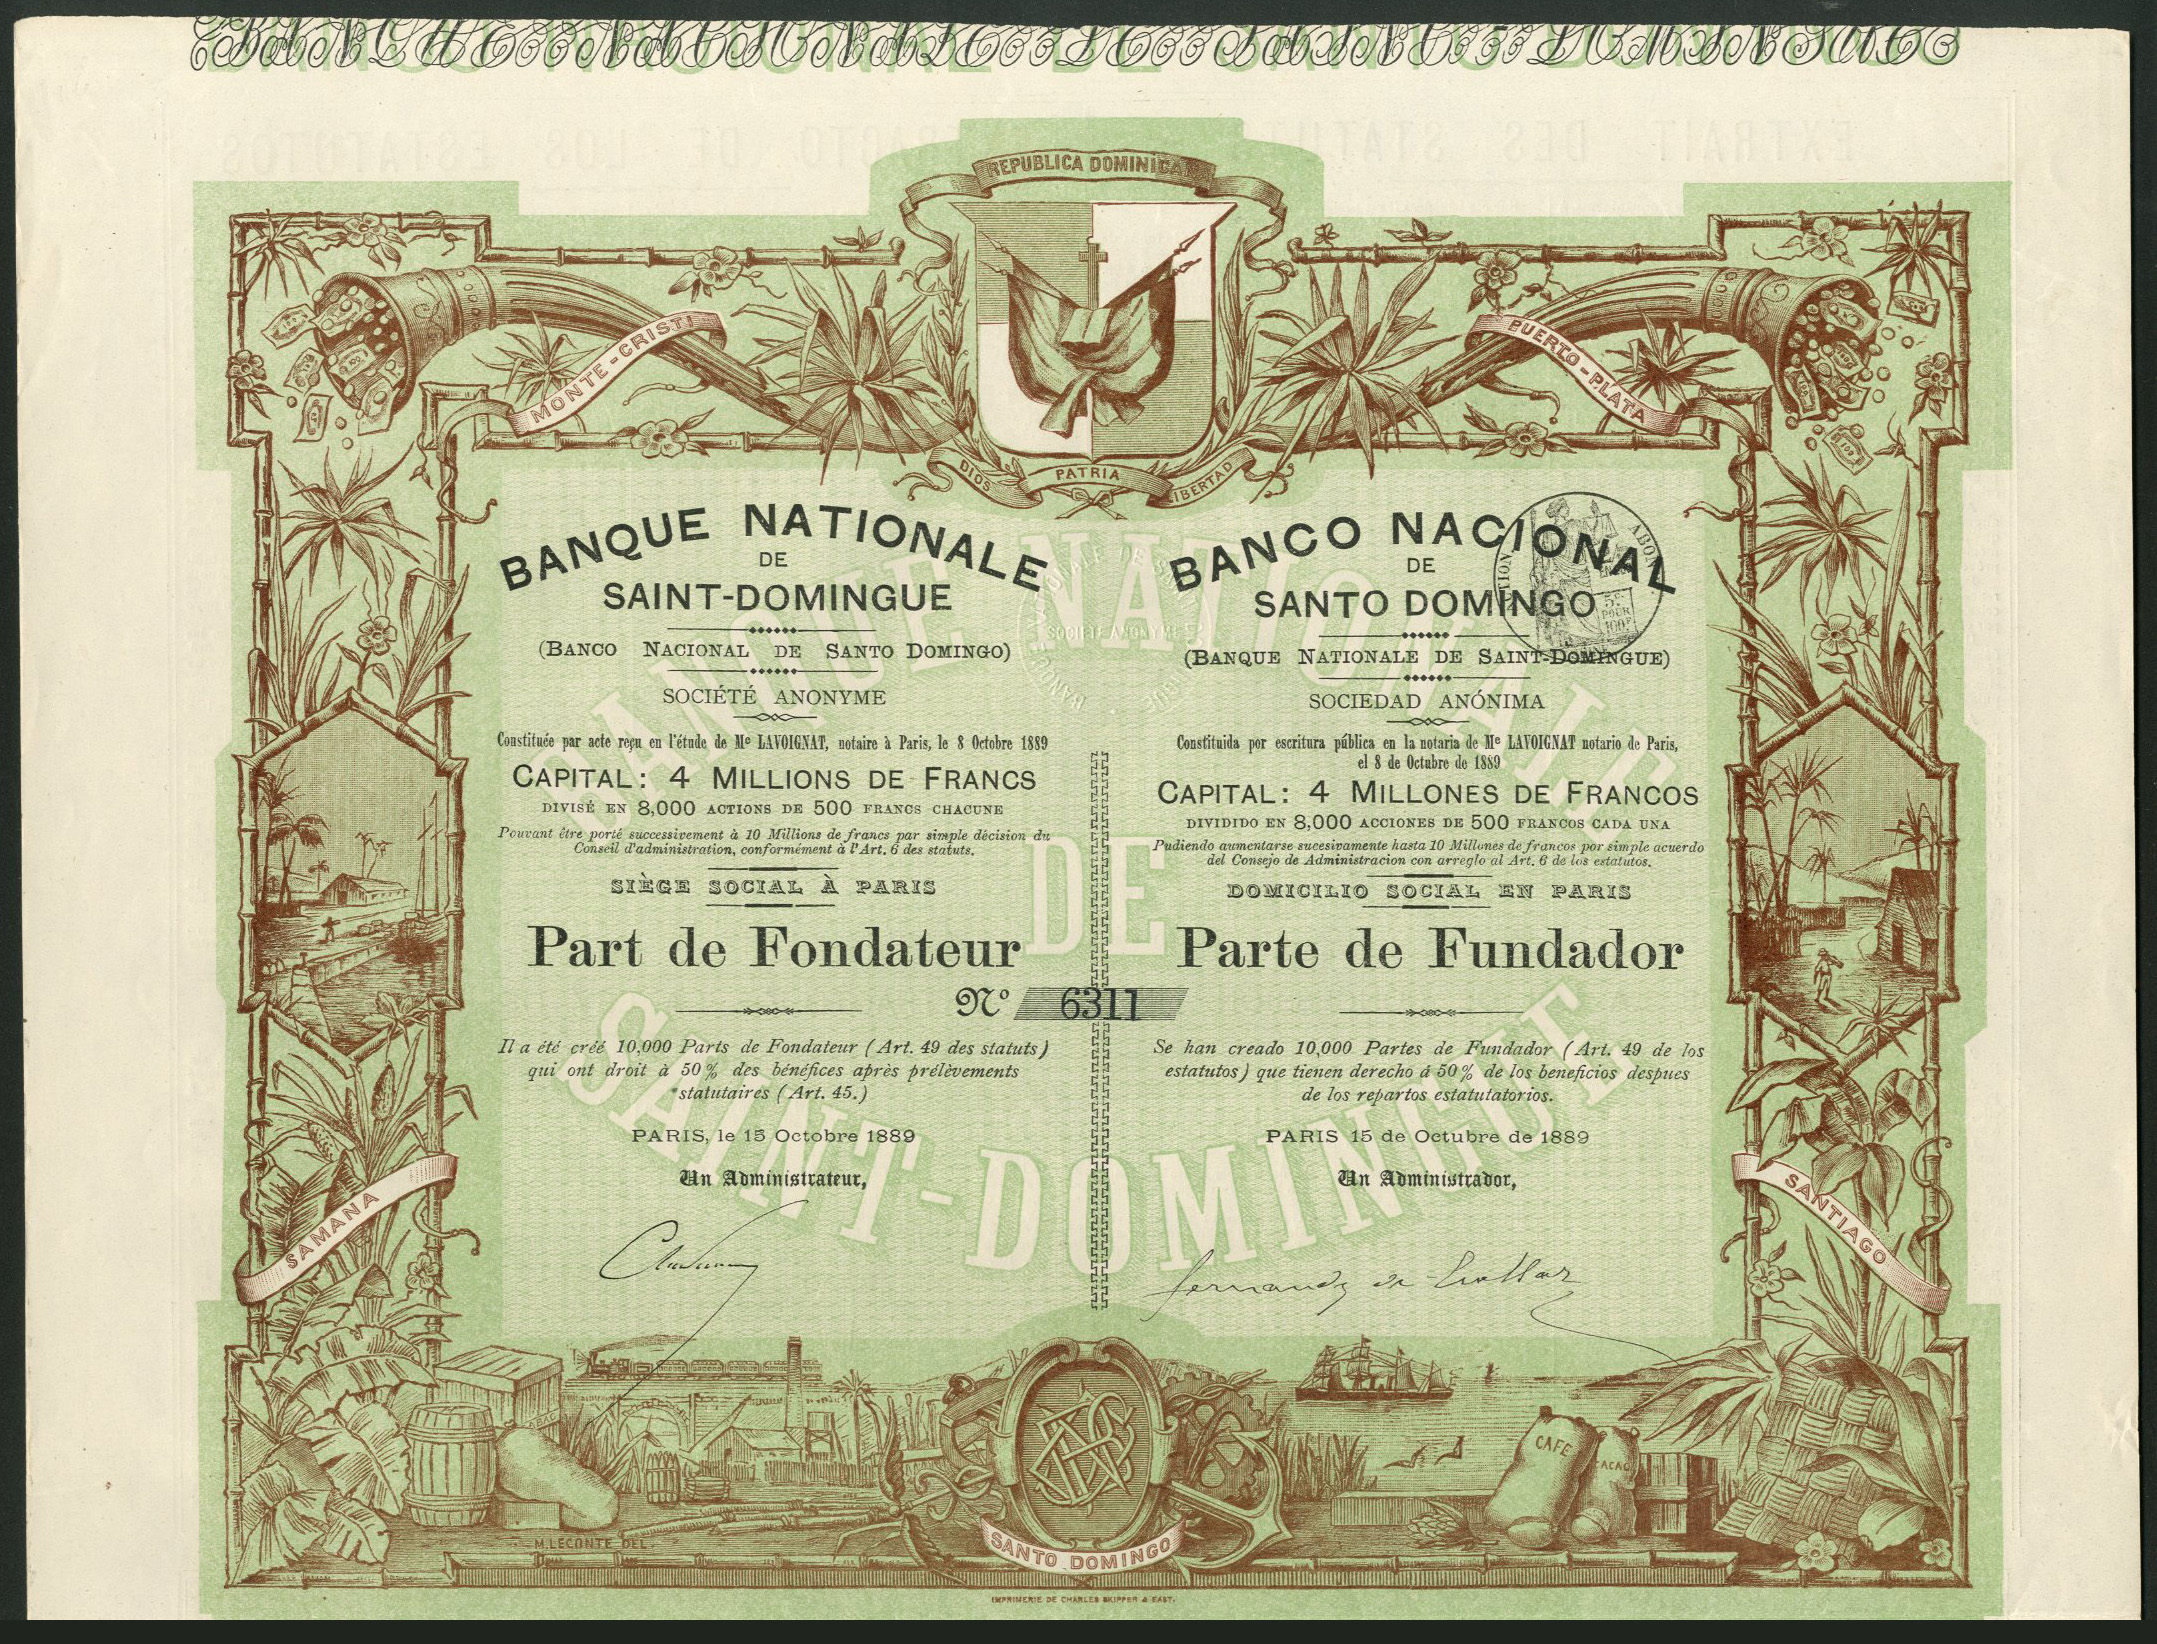 REPUBLICA DOMINICANA
MONTE-CRISTI
PUERTO-PLATA
DIOS PATRIA LIBERTAD
BANQUE NATIONALE
DE
SAINT-DOMINGUE
(BANCO NACIONAL DE SANTO DOMINGO)
SOCIÉTÉ ANONYME
Constituée par acte reçu en l'étude de Me LAVOIGNAT, notaire à Paris, le 8 Octobre 1889
CAPITAL: 4 MILLIONS DE FRANCS
DIVISÉ EN 8,000 ACTIONS DE 500 FRANCS CHACUNE
Pouvant être porté successivement à 10 Millions de francs par simple décision du
Conseil d'administration, conformément à l'Art. 6 des statuts.
SIÈGE SOCIAL À PARIS
Part de Fondateur
No 6311
Il a été créé 10,000 Parts de Fondateur (Art. 49 des statuts)
qui ont droit à 50% des bénéfices après prélèvements
statutaires (Art. 45.)
PARIS, le 15 Octobre 1889
Un Administrateur,
BANCO NACIONAL
DE
SANTO DOMINGO
(BANQUE NATIONALE DE SAINT-DOMINGUE)
SOCIEDAD ANÓNIMA
Constituida por escritura pública en la notaria de Me LAVOIGNAT notario de Paris,
el 8 de Octubre de 1889
CAPITAL: 4 MILLONES DE FRANCOS
DIVIDIDO EN 8,000 ACCIONES DE 500 FRANCOS CADA UNA
Pudiendo aumentarse sucesivamente hasta 10 Millones de francos por simple acuerdo
del Consejo de Administracion con arreglo al Art. 6 de los estatutos.
DOMICILIO SOCIAL EN PARIS
Parte de Fundador
Se han creado 10,000 Partes de Fundador (Art. 49 de los
estatutos) que tienen derecho á 50% de los beneficios despues
de los repartos estatutatorios.
PARIS 15 de Octubre de 1889
Un Administrador,
BANQUE NATIONALE
DE
SAINT-DOMINGUE
5c. POUR 100f
SAMANA
SANTIAGO
CAFE
CACAO
M. LECONTE DEL.
SANTO DOMINGO
IMPRIMERIE DE CHARLES SKIPPER & EAST.